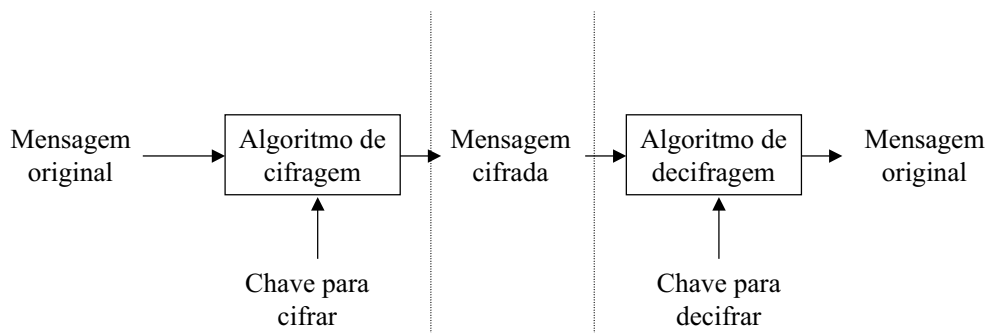 Mensagem
original
Algoritmo de
cifragem
Mensagem
cifrada
Algoritmo de
decifragem
Mensagem
original
Chave para
cifrar
Chave para
decifrar